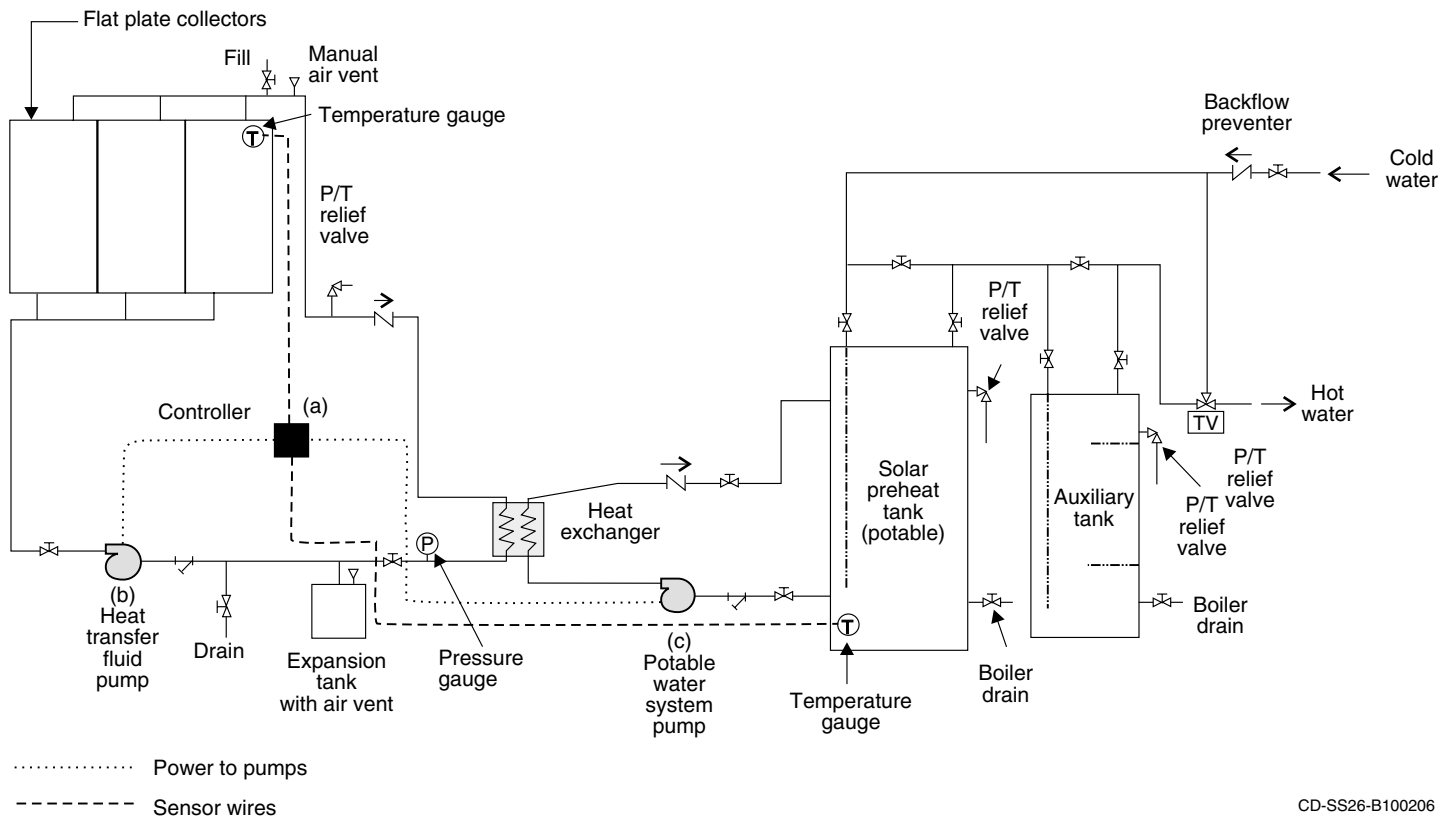 Flat plate collectors
Fill
Manual
air vent
Temperature gauge
T
P/T
relief
valve
Backflow
preventer
Cold
water
P/T
relief
valve
Hot
water
TV
Controller
(a)
Heat
exchanger
Solar
preheat
tank
(potable)
Auxiliary
tank
P/T
relief
valve
P/T
relief
valve
P
(b)
Heat
transfer
fluid
pump
Drain
Expansion
tank
with air vent
Pressure
gauge
(c)
Potable
water
system
pump
T
Temperature
gauge
Boiler
drain
Boiler
drain
Power to pumps
Sensor wires
CD-SS26-B100206